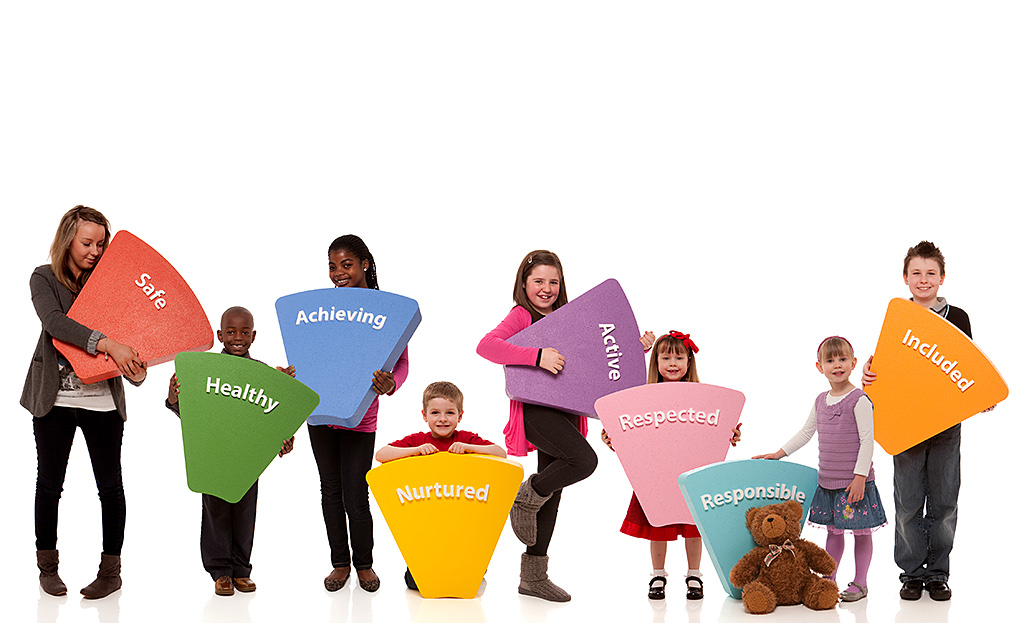 Safe
Healthy
Achieving
Nurtured
Active
Respected
Responsible
Included